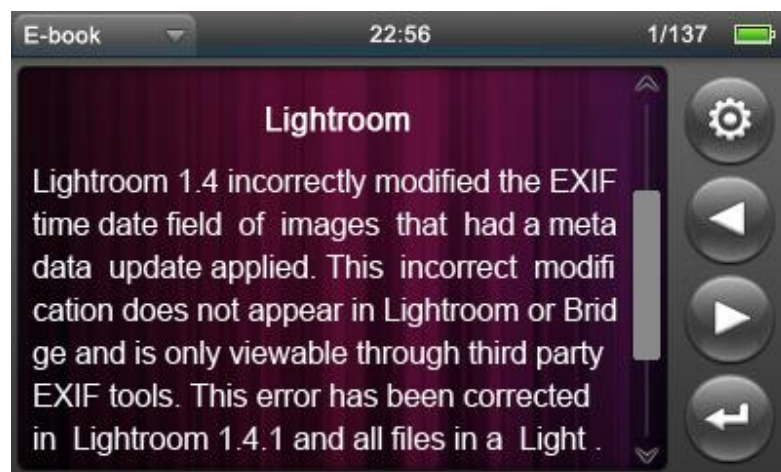 E-book 22:56 1/137
Lightroom
Lightroom 1.4 incorrectly modified the EXIF
time date field of images that had a meta
data update applied. This incorrect modifi
cation does not appear in Lightroom or Brid
ge and is only viewable through third party
EXIF tools. This error has been corrected
in Lightroom 1.4.1 and all files in a Light .